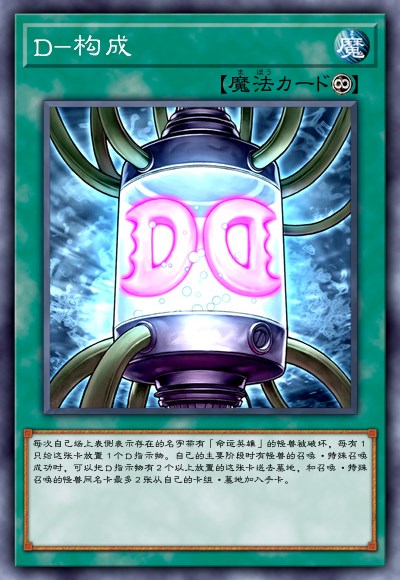 D-构成
魔
【魔法カード】
まほう
DD
每次自己场上表侧表示存在的名字带有「命运英雄」的怪兽被破坏，每有1
只给这张卡放置1个D指示物。自己的主要阶段时有怪兽的召唤·特殊召唤
成功时，可以把D指示物有2个以上放置的这张卡送去墓地，和召唤·特殊
召唤的怪兽同名卡最多2张从自己的卡组·墓地加入手卡。